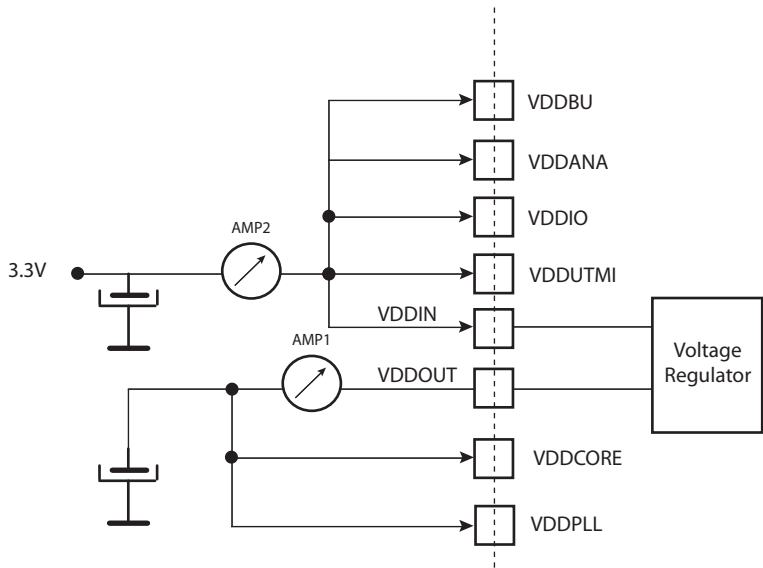 VDDBU
VDDANA
VDDIO
AMP2
3.3V
VDDUTMI
VDDIN
AMP1
Voltage
Regulator
VDDOUT
VDDCORE
VDDPLL